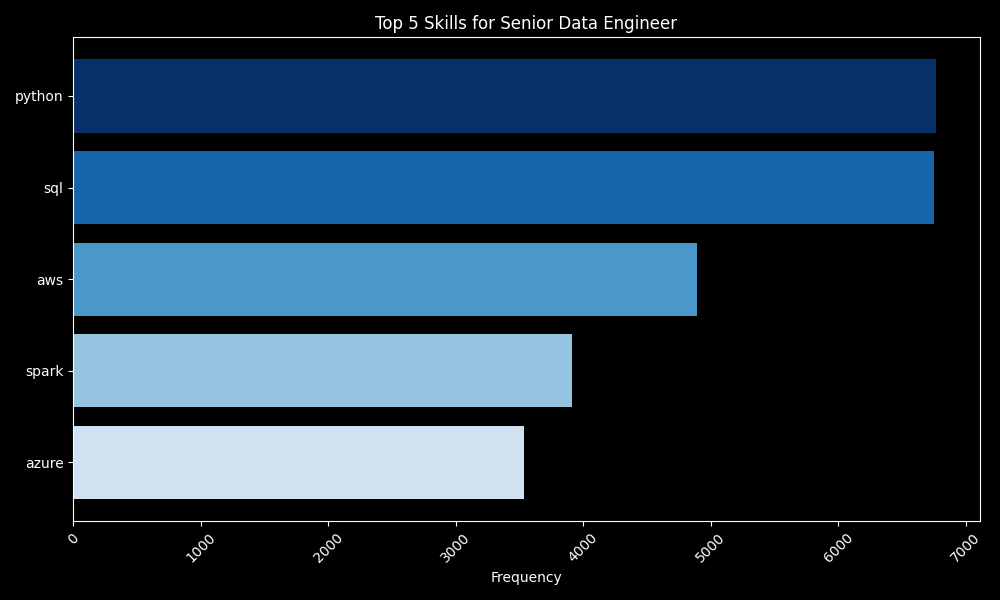 Top 5 Skills for Senior Data Engineer
python
sql
aws
spark
azure
0 1000 2000 3000 4000 5000 6000 7000
Frequency